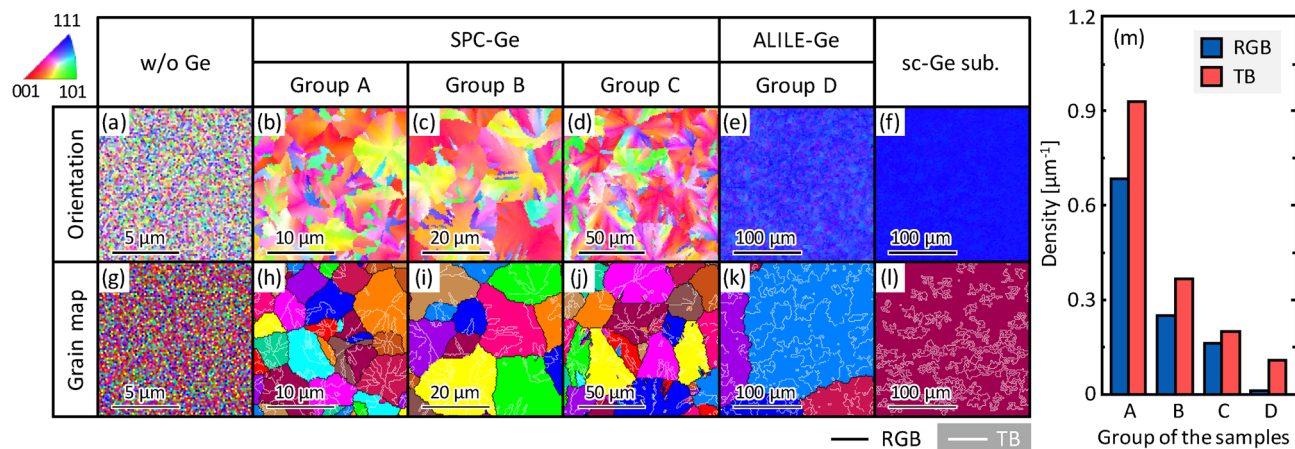 111
001 101
w/o Ge
SPC-Ge
ALILE-Ge
sc-Ge sub.
Group A
Group B
Group C
Group D
Orientation
(a)
5 μm
(b)
10 μm
(c)
20 μm
(d)
50 μm
(e)
100 μm
(f)
100 μm
Grain map
(g)
5 μm
(h)
10 μm
(i)
20 μm
(j)
50 μm
(k)
100 μm
(l)
100 μm
RGB
TB
(m)
RGB
TB
Density [μm⁻¹]
1.2
0.9
0.6
0.3
0
A B C D
Group of the samples